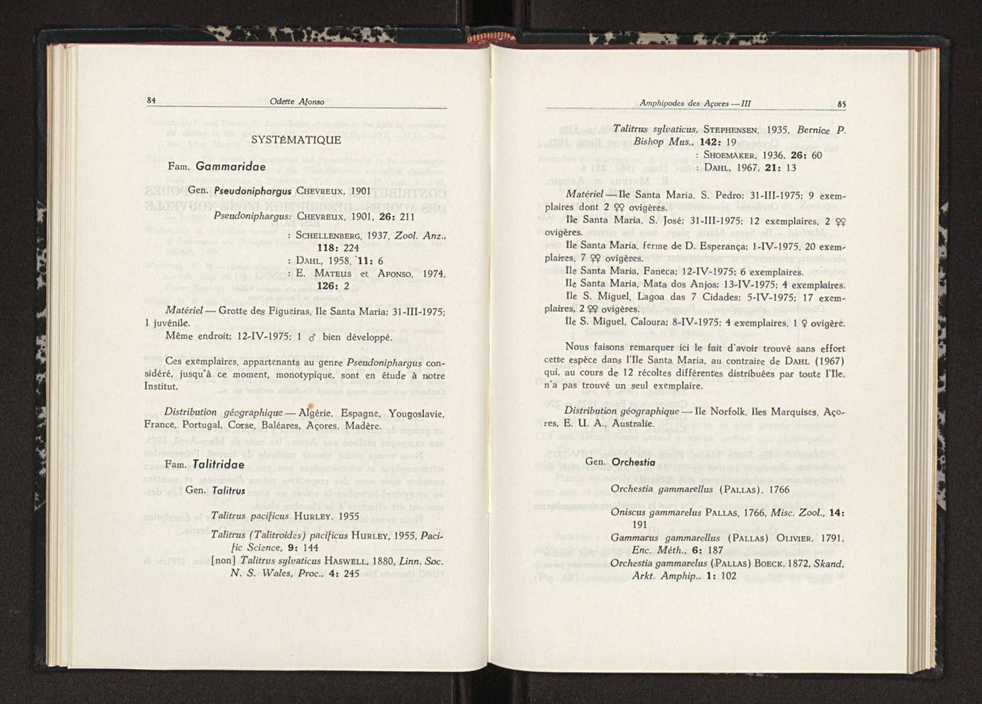 84
Odette Afonso
SYSTÉMATIQUE
Fam. Gammaridae
Gen. Pseudoniphargus CHEVREUX, 1901
Pseudoniphargus: CHEVREUX, 1901, 26: 211
: SCHELLENBERG, 1937, Zool. Anz.,
118: 224
: DAHL, 1958, 11: 6
: E. MATEUS et AFONSO, 1974,
126: 2
Matériel — Grotte des Figueiras, Ile Santa Maria; 31-III-1975;
1 juvénile.
Même endroit; 12-IV-1975; 1 ♂ bien développé.
Ces exemplaires, appartenants au genre Pseudoniphargus con-
sidéré, jusqu'à ce moment, monotypique, sont en étude à notre
Institut.
Distribution géographique — Algérie, Espagne, Yougoslavie,
France, Portugal, Corse, Baléares, Açores, Madère.
Fam. Talitridae
Gen. Talitrus
Talitrus pacificus HURLEY, 1955
Talitrus (Talitroides) pacificus HURLEY, 1955, Paci-
fic Science, 9: 144
[non] Talitrus sylvaticus HASWELL, 1880, Linn. Soc.
N. S. Wales, Proc., 4: 245
Amphipodes des Açores — III
85
Talitrus sylvaticus, STEPHENSEN, 1935, Bernice P.
Bishop Mus., 142: 19
: SHOEMAKER, 1936, 26: 60
: DAHL, 1967, 21: 13
Matériel — Ile Santa Maria, S. Pedro; 31-III-1975; 9 exem-
plaires dont 2 ♀♀ ovigères.
Ile Santa Maria, S. José; 31-III-1975; 12 exemplaires, 2 ♀♀
ovigères.
Ile Santa Maria, ferme de D. Esperança; 1-IV-1975, 20 exem-
plaires, 7 ♀♀ ovigères.
Ile Santa Maria, Faneca; 12-IV-1975; 6 exemplaires.
Ile Santa Maria, Mata dos Anjos; 13-IV-1975; 4 exemplaires.
Ile S. Miguel, Lagoa das 7 Cidades; 5-IV-1975; 17 exem-
plaires, 2 ♀♀ ovigères.
Ile S. Miguel, Caloura; 8-IV-1975; 4 exemplaires, 1 ♀ ovigère.
Nous faisons remarquer ici le fait d'avoir trouvé sans effort
cette espèce dans l'Ile Santa Maria, au contraire de DAHL (1967)
qui, au cours de 12 récoltes différentes distribuées par toute l'Ile,
n'a pas trouvé un seul exemplaire.
Distribution géographique — Ile Norfolk, Iles Marquises, Aço-
res, E. U. A., Australie.
Gen. Orchestia
Orchestia gammarellus (PALLAS), 1766
Oniscus gammarelus PALLAS, 1766, Misc. Zool., 14:
191
Gammarus gammarellus (PALLAS) OLIVIER, 1791,
Enc. Méth., 6: 187
Orchestia gammarelus (PALLAS) BOECK, 1872, Skand.
Arkt. Amphip., 1: 102